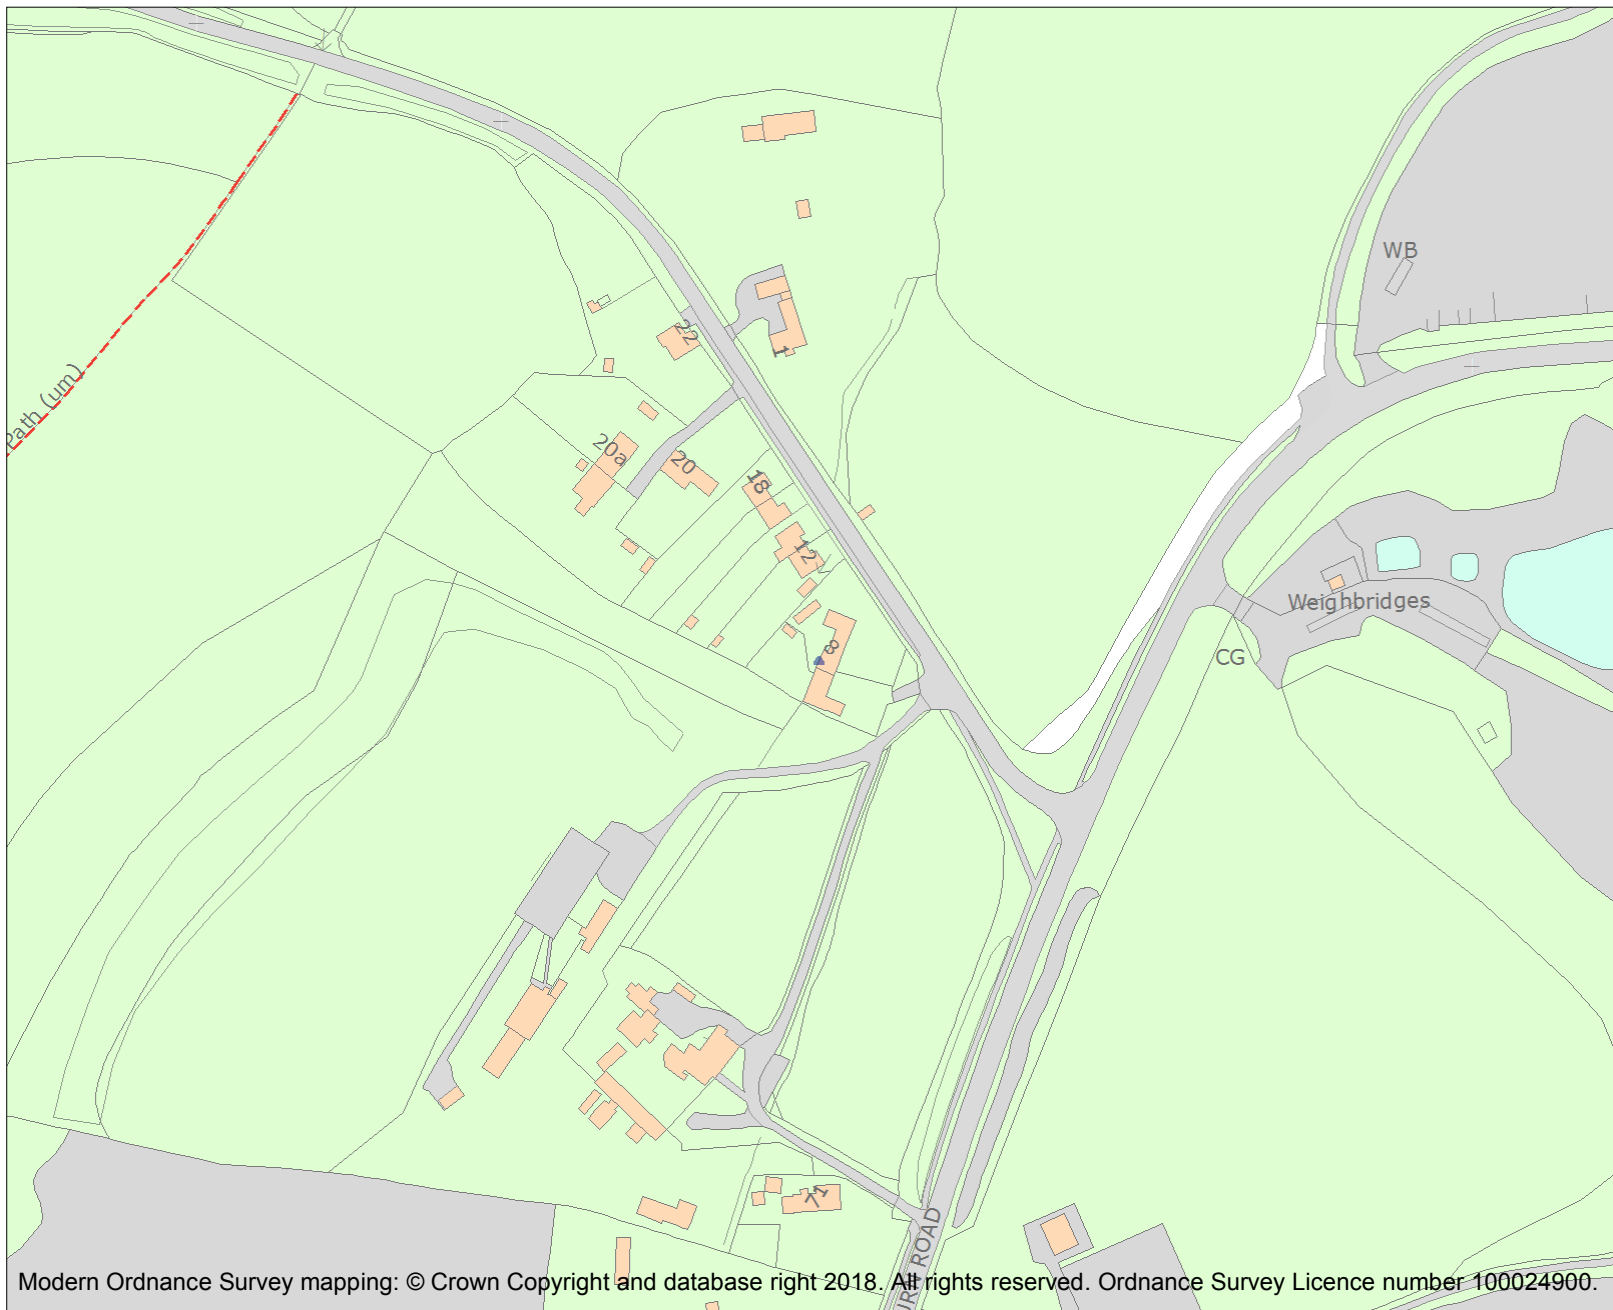 WB
22
1
Path (um)
20a
20
18
12
Weighbridges
8
CG
71
ROAD
Modern Ordnance Survey mapping: © Crown Copyright and database right 2018. All rights reserved. Ordnance Survey Licence number 100024900.